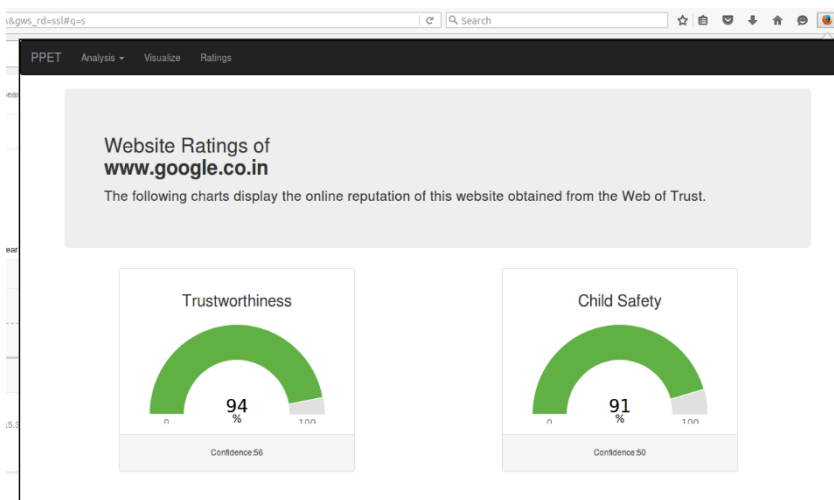 &gws_rd=ssl#q=s
Search
PPET Analysis Visualize Ratings
Website Ratings of
www.google.co.in
The following charts display the online reputation of this website obtained from the Web of Trust.
Trustworthiness
94
%
0 100
Confidence:56
Child Safety
91
%
0 100
Confidence:50